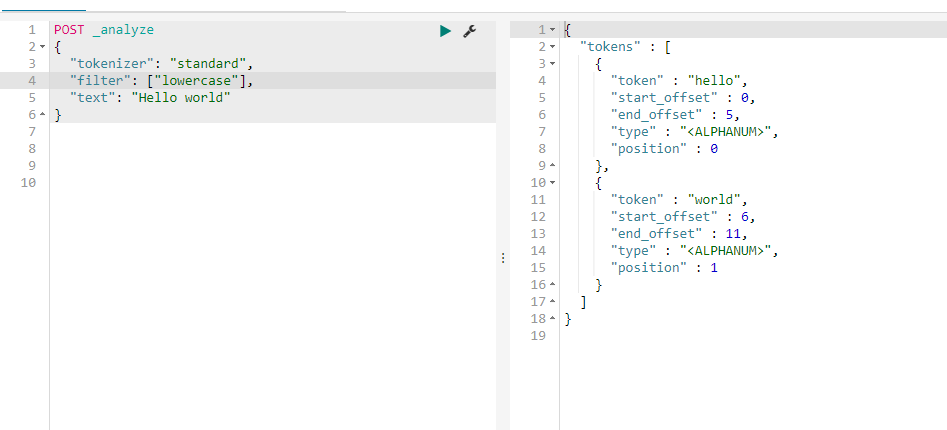 1 POST _analyze
2 {
3 "tokenizer": "standard",
4 "filter": ["lowercase"],
5 "text": "Hello world"
6 }
7
8
9
10
1 {
2 "tokens" : [
3 {
4 "token" : "hello",
5 "start_offset" : 0,
6 "end_offset" : 5,
7 "type" : "<ALPHANUM>",
8 "position" : 0
9 },
10 {
11 "token" : "world",
12 "start_offset" : 6,
13 "end_offset" : 11,
14 "type" : "<ALPHANUM>",
15 "position" : 1
16 }
17 ]
18 }
19